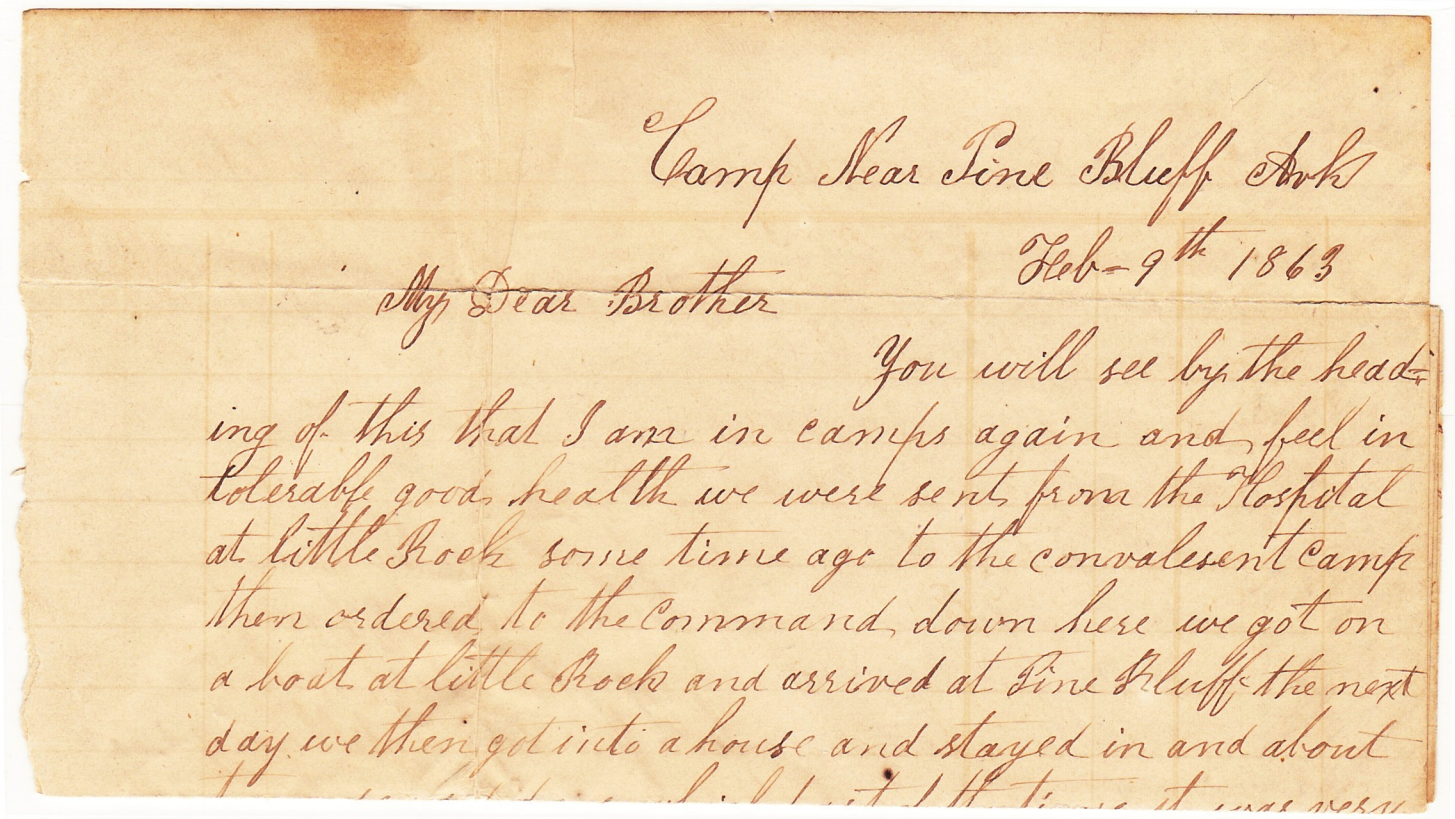 Camp Near Pine Bluff Ark
Feb- 9th 1863
My Dear Brother
You will see by the head=
ing of this that I am in camps again and feel in
tolerable good health we were sent from the Hospital
at little Rock some time ago to the convalesent Camp
then ordered to the Command down here we got on
a boat at little Rock and arrived at Pine Bluff the next
day we then got into a house and stayed in and about
it was very